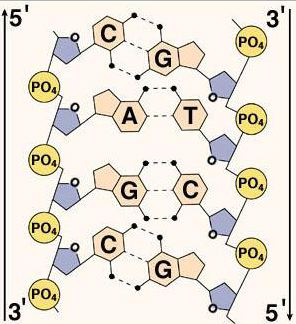 5' 3'
C PO₄
G
PO₄
A T PO₄
PO₄
G C PO₄
PO₄
C
G PO₄
PO₄
3' 5'